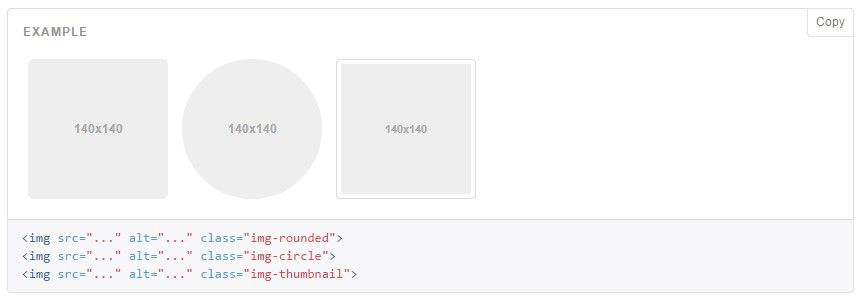 Copy
EXAMPLE
140x140 140x140 140x140
<img src="..." alt="..." class="img-rounded">
<img src="..." alt="..." class="img-circle">
<img src="..." alt="..." class="img-thumbnail">